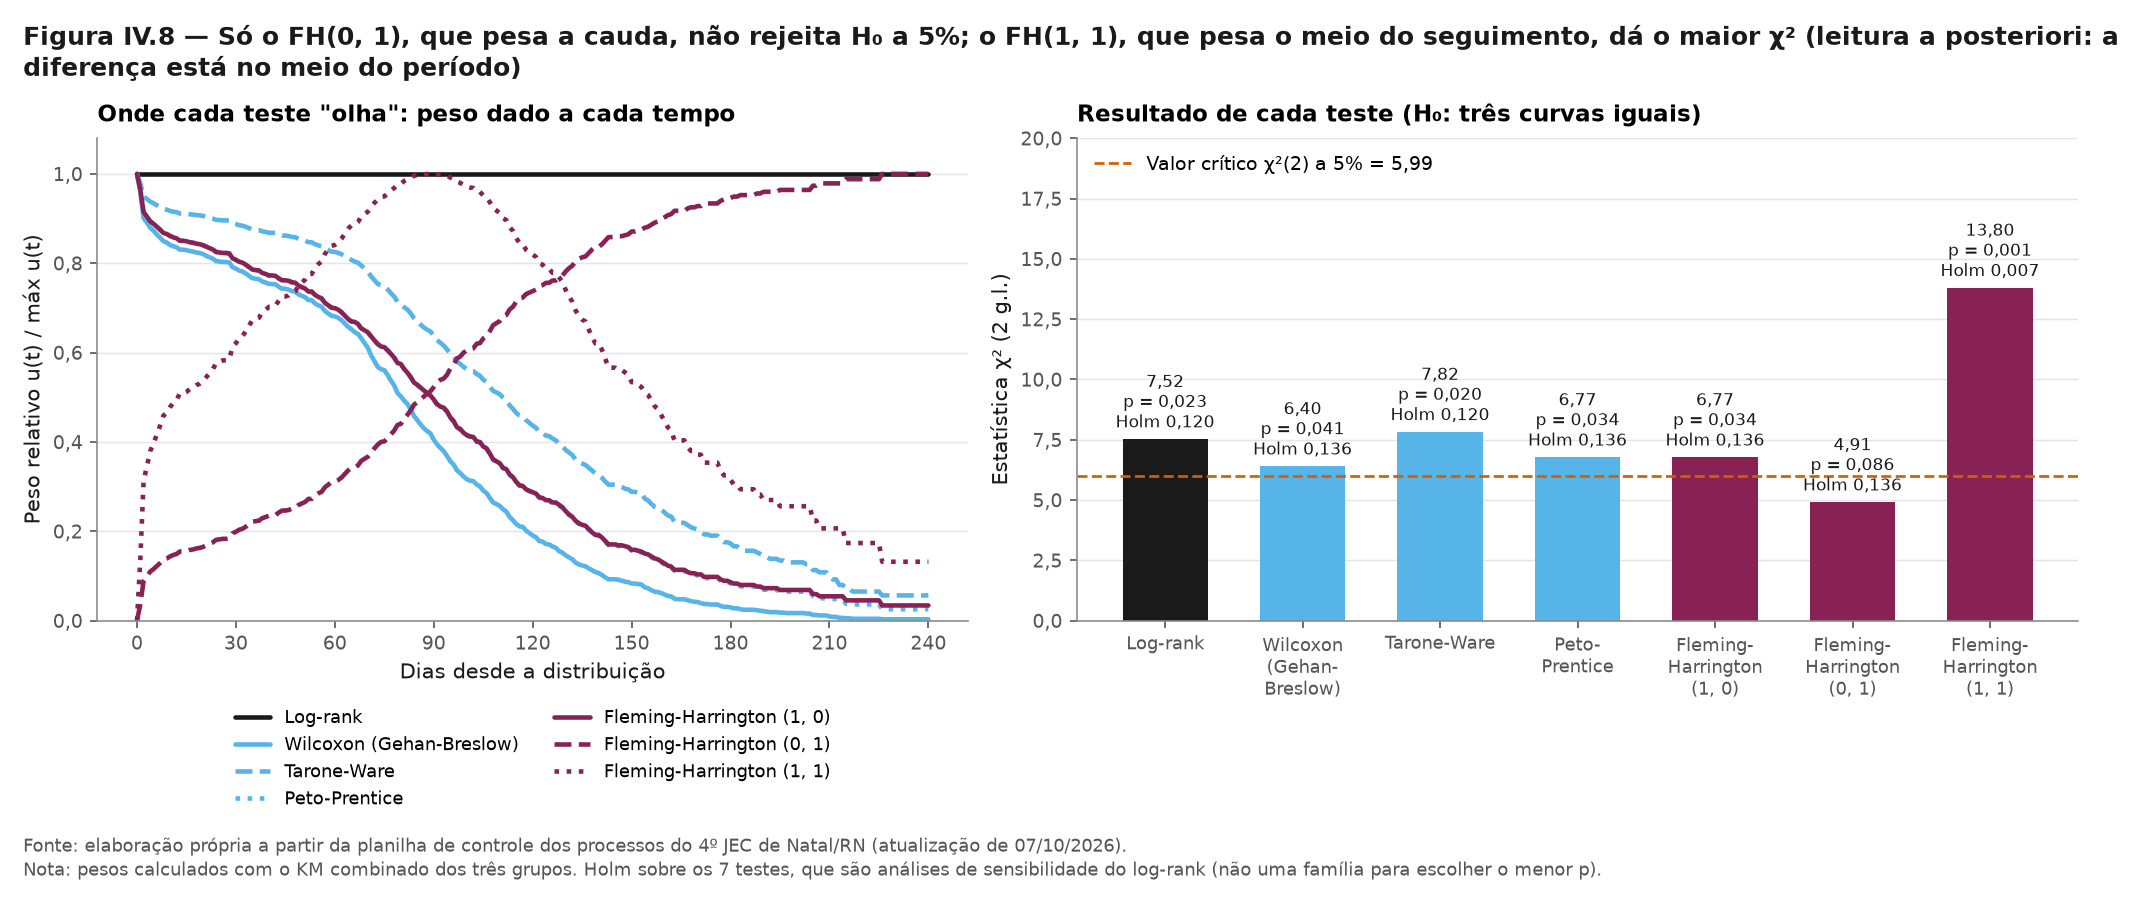 Figura IV.8 — Só o FH(0, 1), que pesa a cauda, não rejeita H₀ a 5%; o FH(1, 1), que pesa o meio do seguimento, dá o maior χ² (leitura a posteriori: a
diferença está no meio do período)
Onde cada teste "olha": peso dado a cada tempo
Peso relativo u(t) / máx u(t)
1,0
0,8
0,6
0,4
0,2
0,0
0 30 60 90 120 150 180 210 240
Dias desde a distribuição
Log-rank
Wilcoxon (Gehan-Breslow)
Tarone-Ware
Peto-Prentice
Fleming-Harrington (1, 0)
Fleming-Harrington (0, 1)
Fleming-Harrington (1, 1)
Resultado de cada teste (H₀: três curvas iguais)
Estatística χ² (2 g.l.)
20,0
17,5
15,0
12,5
10,0
7,5
5,0
2,5
0,0
Valor crítico χ²(2) a 5% = 5,99
7,52
p = 0,023
Holm 0,120
6,40
p = 0,041
Holm 0,136
7,82
p = 0,020
Holm 0,120
6,77
p = 0,034
Holm 0,136
6,77
p = 0,034
Holm 0,136
4,91
p = 0,086
Holm 0,136
13,80
p = 0,001
Holm 0,007
Log-rank
Wilcoxon
(Gehan-
Breslow)
Tarone-Ware
Peto-
Prentice
Fleming-
Harrington
(1, 0)
Fleming-
Harrington
(0, 1)
Fleming-
Harrington
(1, 1)
Fonte: elaboração própria a partir da planilha de controle dos processos do 4º JEC de Natal/RN (atualização de 07/10/2026).
Nota: pesos calculados com o KM combinado dos três grupos. Holm sobre os 7 testes, que são análises de sensibilidade do log-rank (não uma família para escolher o menor p).